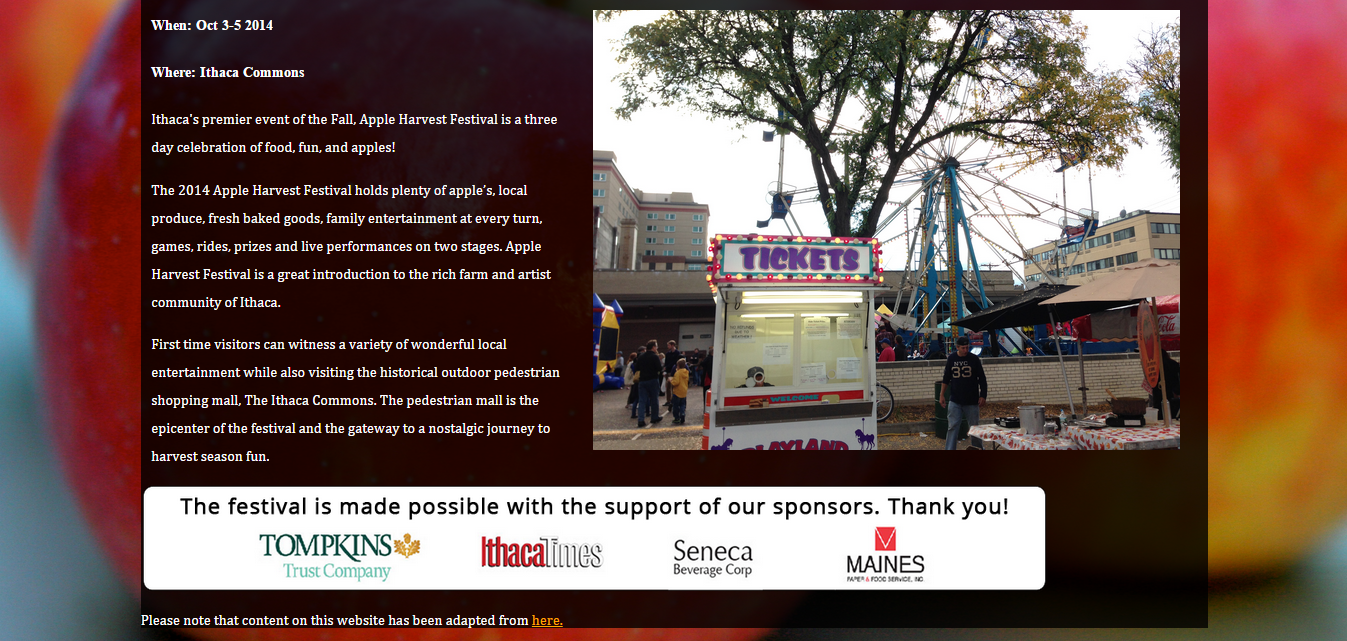 When: Oct 3-5 2014
Where: Ithaca Commons
Ithaca's premier event of the Fall, Apple Harvest Festival is a three
day celebration of food, fun, and apples!
The 2014 Apple Harvest Festival holds plenty of apple’s, local
produce, fresh baked goods, family entertainment at every turn,
games, rides, prizes and live performances on two stages. Apple
Harvest Festival is a great introduction to the rich farm and artist
community of Ithaca.
First time visitors can witness a variety of wonderful local
entertainment while also visiting the historical outdoor pedestrian
shopping mall, The Ithaca Commons. The pedestrian mall is the
epicenter of the festival and the gateway to a nostalgic journey to
harvest season fun.
TICKETS
WELCOME
PLAYLAND
NYC
33
The festival is made possible with the support of our sponsors. Thank you!
TOMPKINS
Trust Company
IthacaTimes
Seneca
Beverage Corp
MAINES
PAPER & FOOD SERVICE, INC.
Please note that content on this website has been adapted from here.